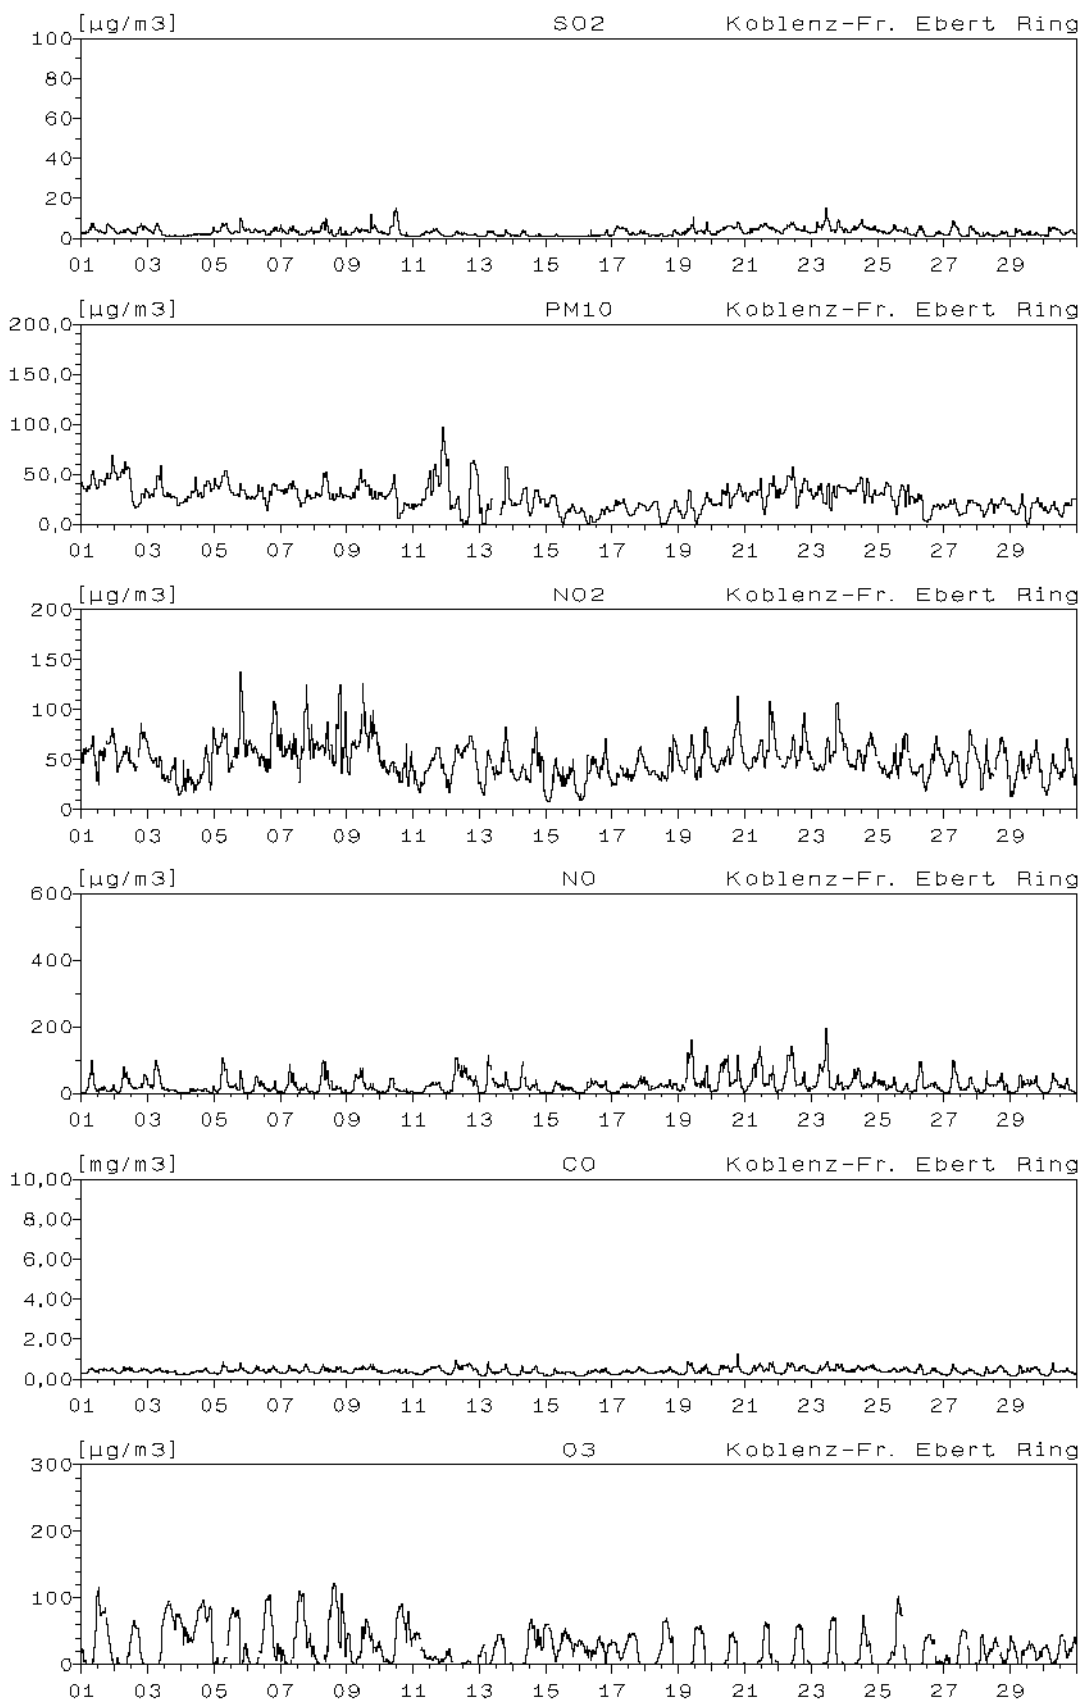 [µg/m3] SO2 Koblenz-Fr. Ebert Ring
100
80
60
40
20
0
01 03 05 07 09 11 13 15 17 19 21 23 25 27 29
[µg/m3] PM10 Koblenz-Fr. Ebert Ring
200,0
150,0
100,0
50,0
0,0
01 03 05 07 09 11 13 15 17 19 21 23 25 27 29
[µg/m3] NO2 Koblenz-Fr. Ebert Ring
200
150
100
50
0
01 03 05 07 09 11 13 15 17 19 21 23 25 27 29
[µg/m3] NO Koblenz-Fr. Ebert Ring
600
400
200
0
01 03 05 07 09 11 13 15 17 19 21 23 25 27 29
[mg/m3] CO Koblenz-Fr. Ebert Ring
10,00
8,00
6,00
4,00
2,00
0,00
01 03 05 07 09 11 13 15 17 19 21 23 25 27 29
[µg/m3] O3 Koblenz-Fr. Ebert Ring
300
200
100
0
01 03 05 07 09 11 13 15 17 19 21 23 25 27 29